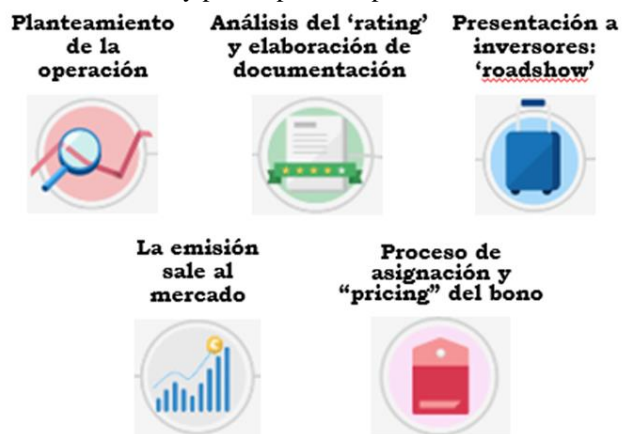 Planteamiento
de la
operación
Análisis del ‘rating’
y elaboración de
documentación
Presentación a
inversores:
‘roadshow’
La emisión
sale al
mercado
Proceso de
asignación y
“pricing” del bono